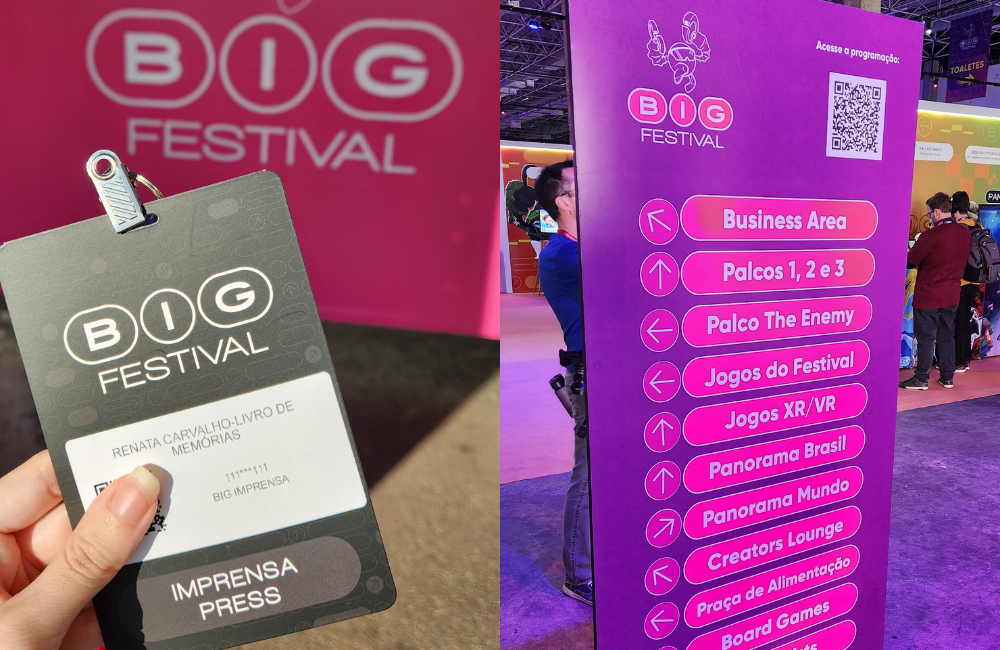 BIG
FESTIVAL
BIG
FESTIVAL
RENATA CARVALHO-LIVRO DE
MEMÓRIAS
111***111
BIG IMPRENSA
IMPRENSA
PRESS
BIG
FESTIVAL
Acesse a programação:
Business Area
Palcos 1, 2 e 3
Palco The Enemy
Jogos do Festival
Jogos XR/VR
Panorama Brasil
Panorama Mundo
Creators Lounge
Praça de Alimentação
Board Games
TOALETES